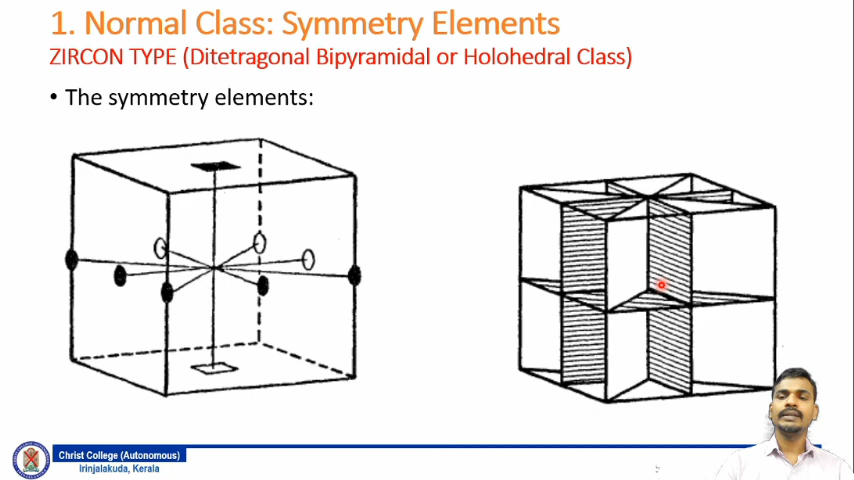 1. Normal Class: Symmetry Elements
ZIRCON TYPE (Ditetragonal Bipyramidal or Holohedral Class)
• The symmetry elements:
Christ College (Autonomous)
Irinjalakuda, Kerala